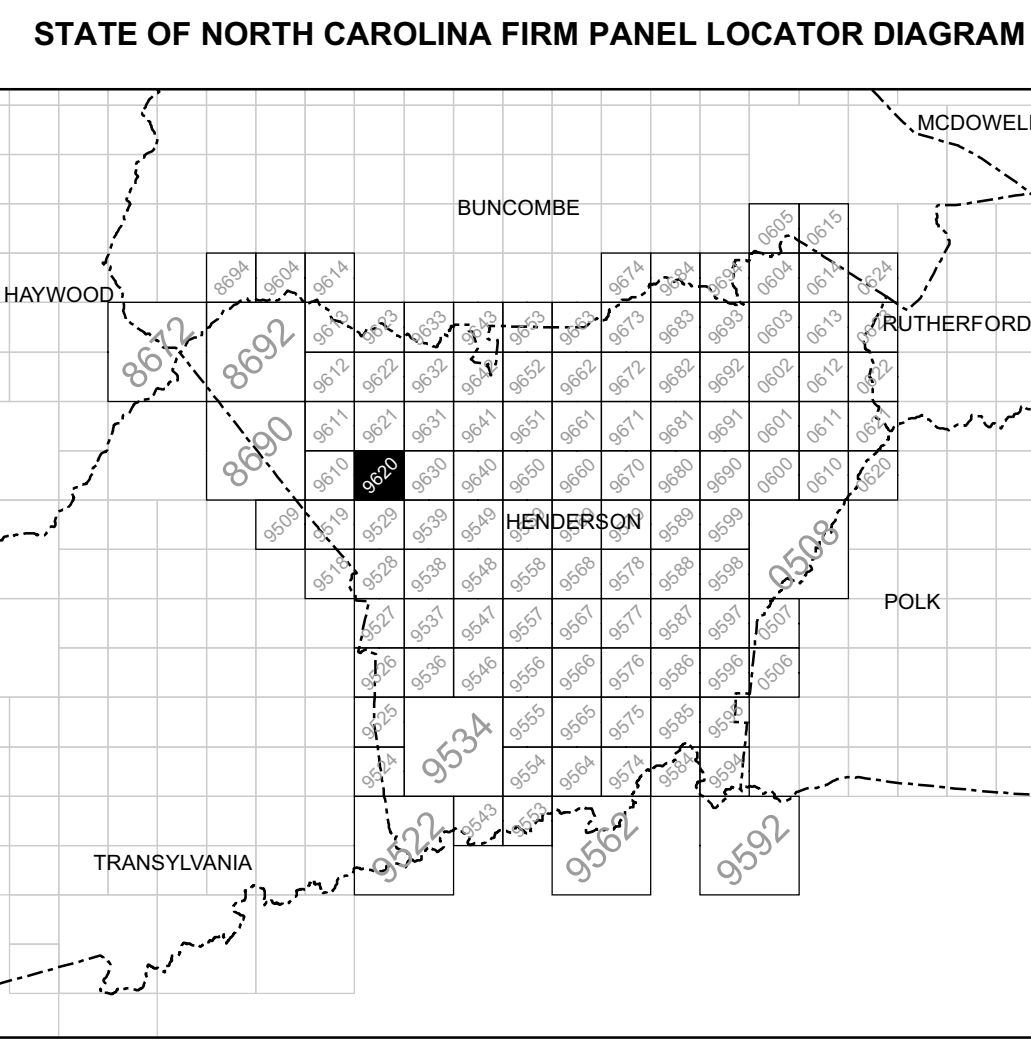 STATE OF NORTH CAROLINA FIRM PANEL LOCATOR DIAGRAM
MCDOWELL
BUNCOMBE
0605 0615
8694 9604 9614 9674 9684 9694 0604 0614 0624
HAYWOOD
8672 8692 9613 9623 9633 9643 9653 9663 9673 9683 9693 0603 0613
RUTHERFORD
9612 9622 9632 9642 9652 9662 9672 9682 9692 0602 0612 0622
8690 9611 9621 9631 9641 9651 9661 9671 9681 9691 0601 0611 0621
9610 9620 9630 9640 9650 9660 9670 9680 9690 0600 0610 0620
9509 9519 9529 9539 9549 9589 9599
HENDERSON
9518 9528 9538 9548 9558 9568 9578 9588 9598 0508
POLK
9527 9537 9547 9557 9567 9577 9587 9597 0507
9526 9536 9546 9556 9566 9576 9586 9596 0506
9525 9534 9555 9565 9575 9585 9595
9524 9554 9564 9574 9584 9594
9522 9543 9553 9562 9592
TRANSYLVANIA